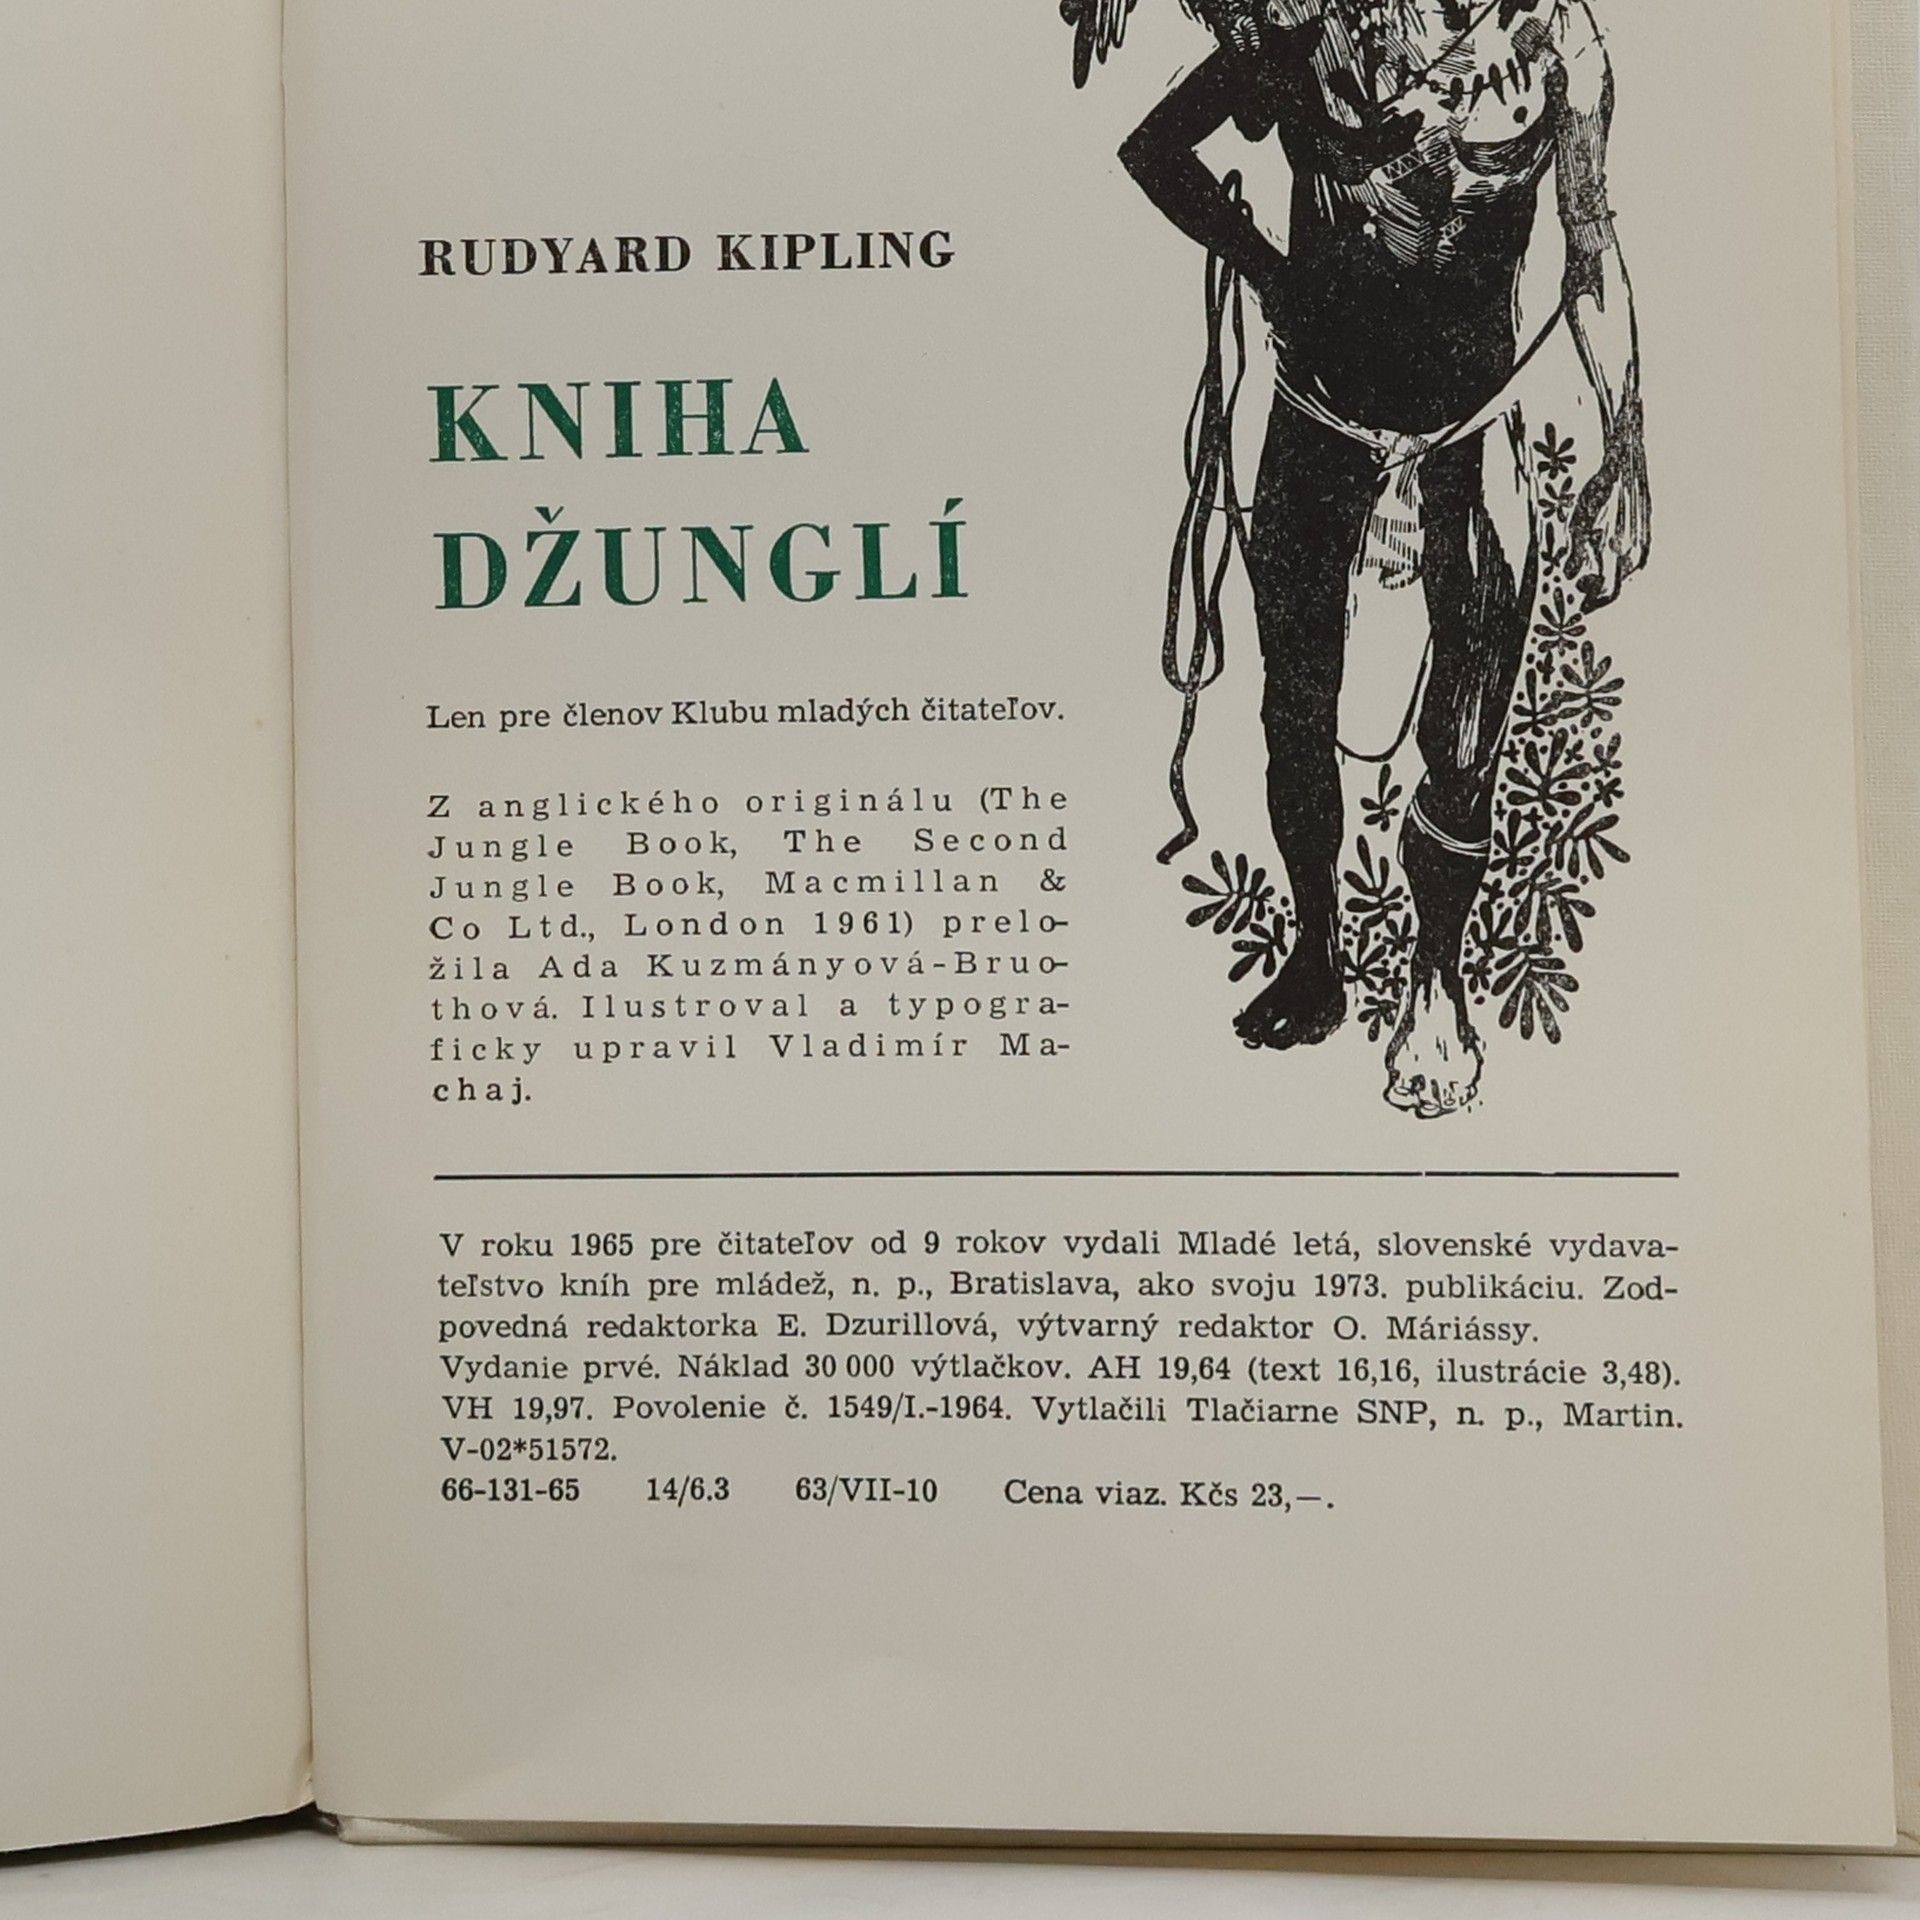 RUDYARD KIPLING
KNIHA
DŽUNGLÍ
Len pre členov Klubu mladých čitateľov.
Z anglického originálu (The
Jungle Book, The Second
Jungle Book, Macmillan &
Co Ltd., London 1961) prelo-
žila Ada Kuzmányová-Bruo-
thová. Ilustroval a typogra-
ficky upravil Vladimír Ma-
chaj.
V roku 1965 pre čitateľov od 9 rokov vydali Mladé letá, slovenské vydava-
teľstvo kníh pre mládež, n. p., Bratislava, ako svoju 1973. publikáciu. Zod-
povedná redaktorka E. Dzurillová, výtvarný redaktor O. Máriássy.
Vydanie prvé. Náklad 30 000 výtlačkov. AH 19,64 (text 16,16, ilustrácie 3,48).
VH 19,97. Povolenie č. 1549/I.-1964. Vytlačili Tlačiarne SNP, n. p., Martin.
V-02*51572.
66-131-65 14/6.3 63/VII-10 Cena viaz. Kčs 23,—.